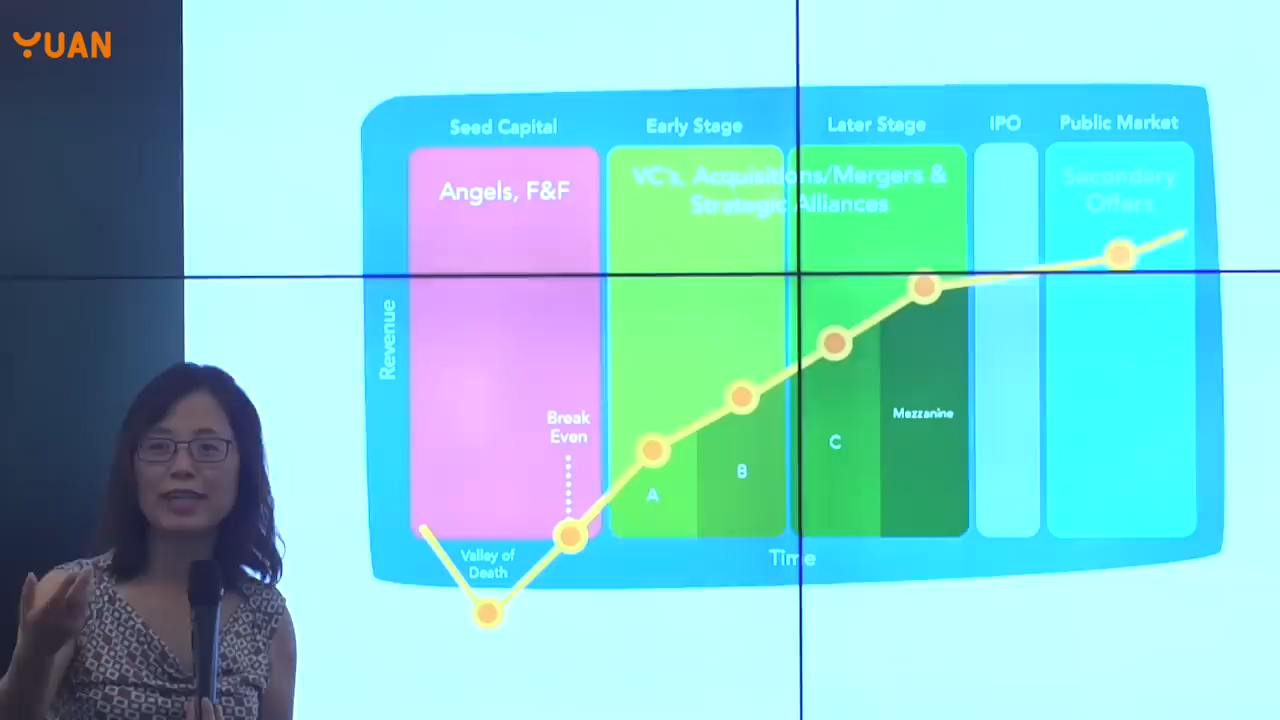 YUAN
Seed Capital
Early Stage
Later Stage
IPO
Public Market
Angels, F&F
VC's, Acquisitions/Mergers &
Strategic Alliances
Secondary
Offers
Revenue
Break
Even
Mezzanine
A
B
C
Valley of
Death
Time